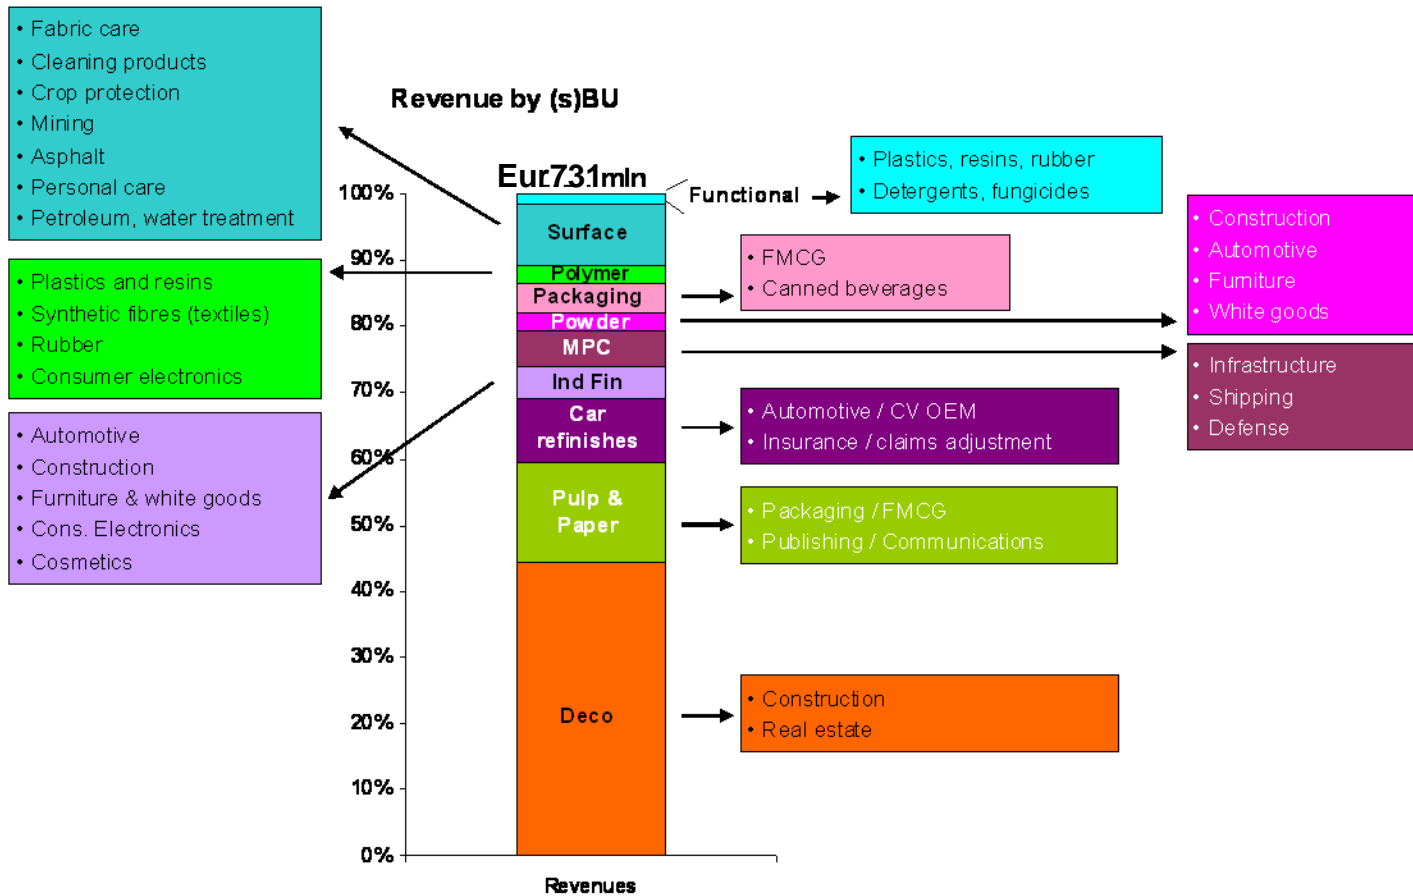 • Fabric care
• Cleaning products
• Crop protection
• Mining
• Asphalt
• Personal care
• Petroleum, water treatment
• Plastics and resins
• Synthetic fibres (textiles)
• Rubber
• Consumer electronics
• Automotive
• Construction
• Furniture & white goods
• Cons. Electronics
• Cosmetics
Revenue by (s)BU
Eur731mln
100%
90%
80%
70%
60%
50%
40%
30%
20%
10%
0%
Surface
Polymer
Packaging
Powder
MPC
Ind Fin
Car
refinishes
Pulp &
Paper
Deco
Revenues
Functional
• Plastics, resins, rubber
• Detergents, fungicides
• FMCG
• Canned beverages
• Construction
• Automotive
• Furniture
• White goods
• Infrastructure
• Shipping
• Defense
• Automotive / CV OEM
• Insurance / claims adjustment
• Packaging / FMCG
• Publishing / Communications
• Construction
• Real estate